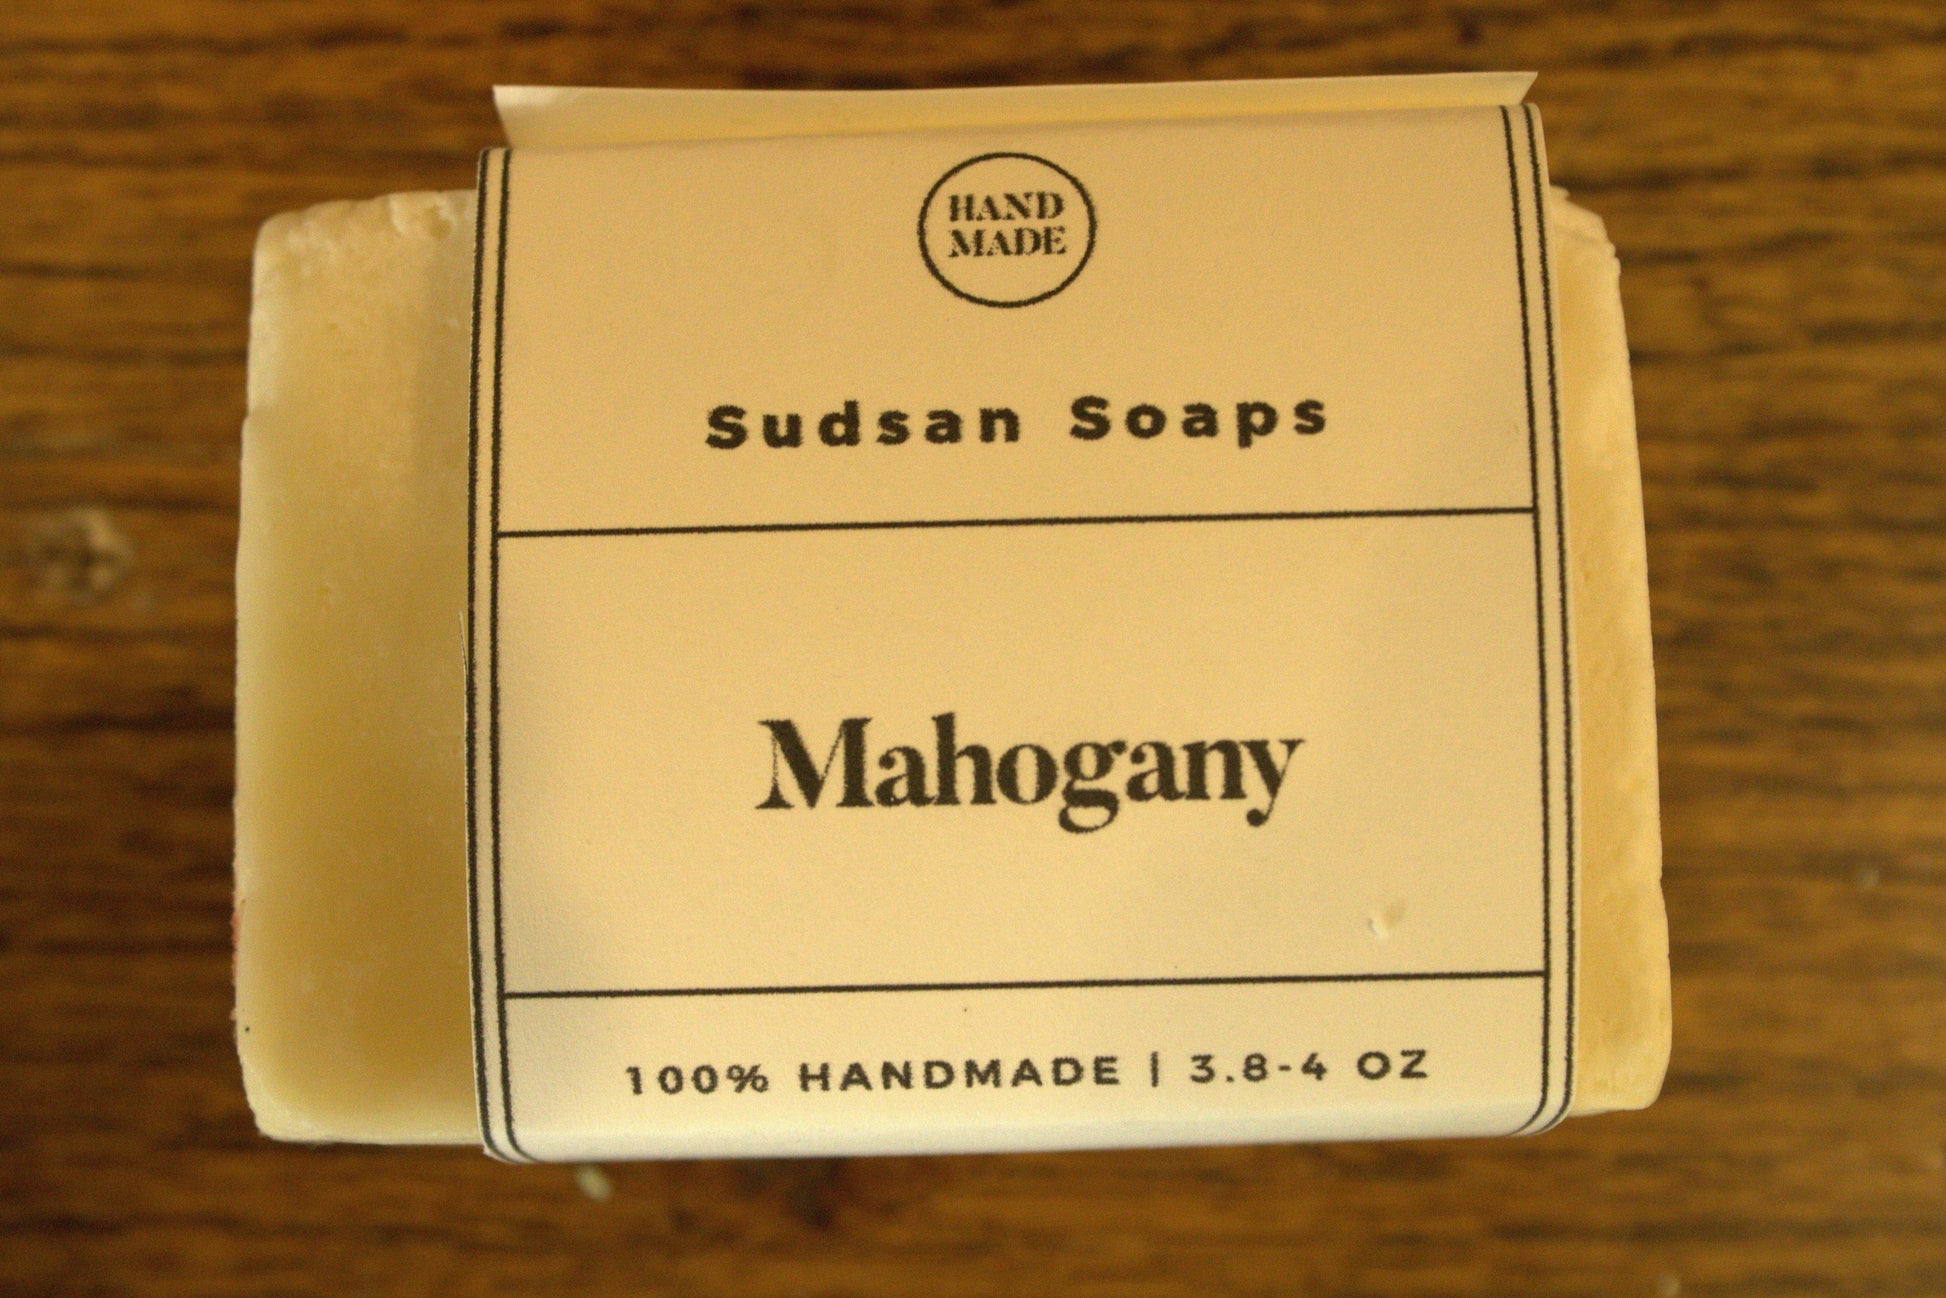 HAND
MADE
Sudsan Soaps
Mahogany
100% HANDMADE | 3.8-4 OZ